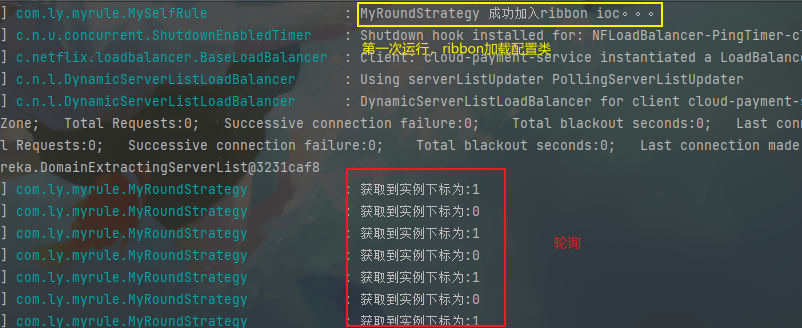 ] com.ly.myrule.MySelfRule : MyRoundStrategy 成功加入ribbon ioc。。。
] c.n.u.concurrent.ShutdownEnabledTimer : Shutdown hook installed for: NFLoadBalancer-PingTimer-c
第一次运行，ribbon加载配置类
] c.netflix.loadbalancer.BaseLoadBalancer : Client: cloud-payment-service instantiated a LoadBalanc
] c.n.l.DynamicServerListLoadBalancer : Using serverListUpdater PollingServerListUpdater
] c.n.l.DynamicServerListLoadBalancer : DynamicServerListLoadBalancer for client cloud-payment-s
Zone; Total Requests:0; Successive connection failure:0; Total blackout seconds:0; Last conn
l Requests:0; Successive connection failure:0; Total blackout seconds:0; Last connection made
reka.DomainExtractingServerList@3231caf8
] com.ly.myrule.MyRoundStrategy : 获取到实例下标为:1
] com.ly.myrule.MyRoundStrategy : 获取到实例下标为:0
] com.ly.myrule.MyRoundStrategy : 获取到实例下标为:1
轮询
] com.ly.myrule.MyRoundStrategy : 获取到实例下标为:0
] com.ly.myrule.MyRoundStrategy : 获取到实例下标为:1
] com.ly.myrule.MyRoundStrategy : 获取到实例下标为:0
] com.ly.myrule.MyRoundStrategy : 获取到实例下标为:1